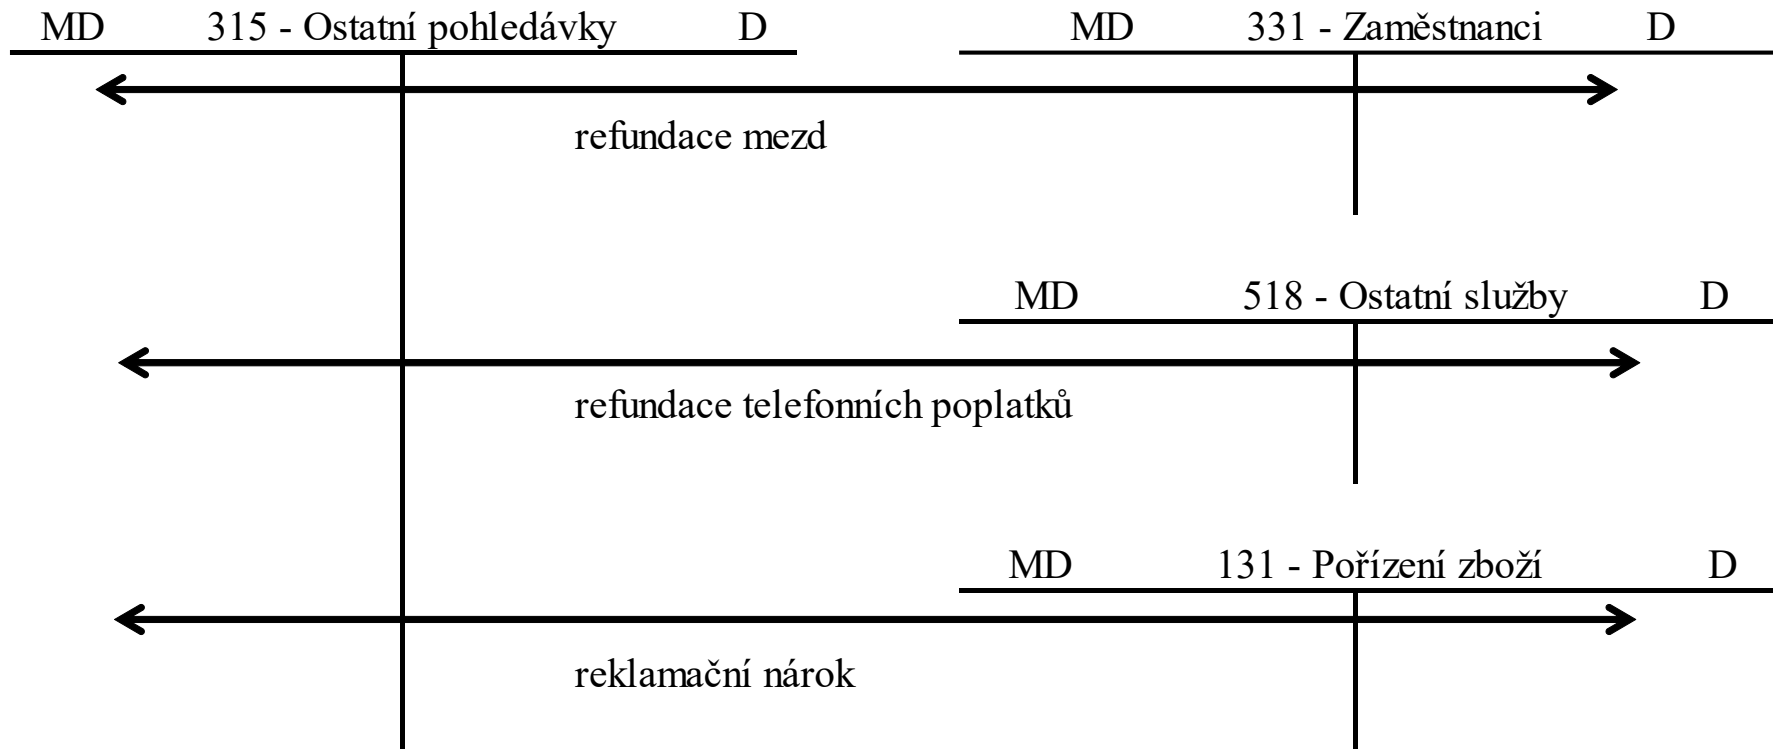 MD 315 - Ostatní pohledávky D MD 331 - Zaměstnanci D
refundace mezd
MD 518 - Ostatní služby D
refundace telefonních poplatků
MD 131 - Pořízení zboží D
reklamační nárok